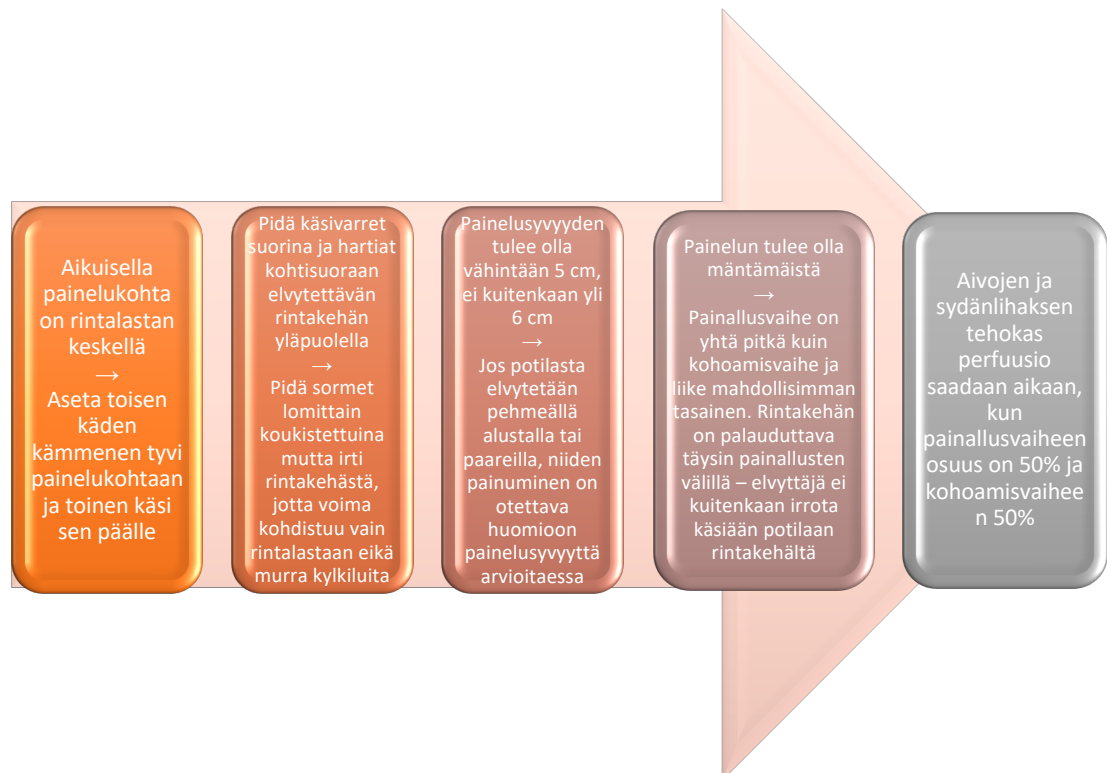 Aikuisella
painelukohta
on rintalastan
keskellä
→
Aseta toisen
käden
kämmenen tyvi
painelukohtaan
ja toinen käsi
sen päälle
Pidä käsivarret
suorina ja hartiat
kohtisuoraan
elvytettävän
rintakehän
yläpuolella
→
Pidä sormet
lomittain
koukistettuina
mutta irti
rintakehästä,
jotta voima
kohdistuu vain
rintalastaan eikä
murra kylkiluita
Painelusyvyyden
tulee olla
vähintään 5 cm,
ei kuitenkaan yli
6 cm
→
Jos potilasta
elvytetään
pehmeällä
alustalla tai
paareilla, niiden
painuminen on
otettava
huomioon
painelusyvyyttä
arvioitaessa
Painelun tulee olla
mäntämäistä
→
Painallusvaihe on
yhtä pitkä kuin
kohoamisvaihe ja
liike mahdollisimman
tasainen. Rintakehän
on palauduttava
täysin painallusten
välillä – elvyttäjä ei
kuitenkaan irrota
käsiään potilaan
rintakehältä
Aivojen ja
sydänlihaksen
tehokas
perfuusio
saadaan aikaan,
kun
painallusvaiheen
osuus on 50% ja
kohoamisvaihee
n 50%